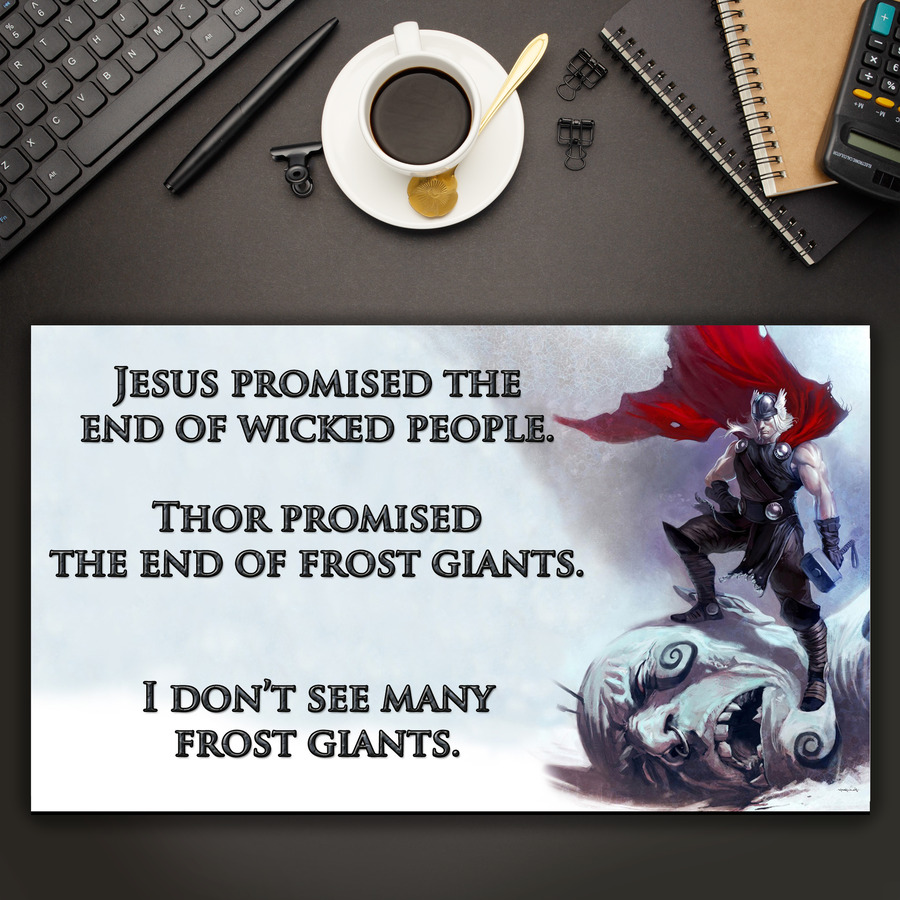 Jesus promised the
end of wicked people.
Thor promised
the end of frost giants.
I don't see many
frost giants.